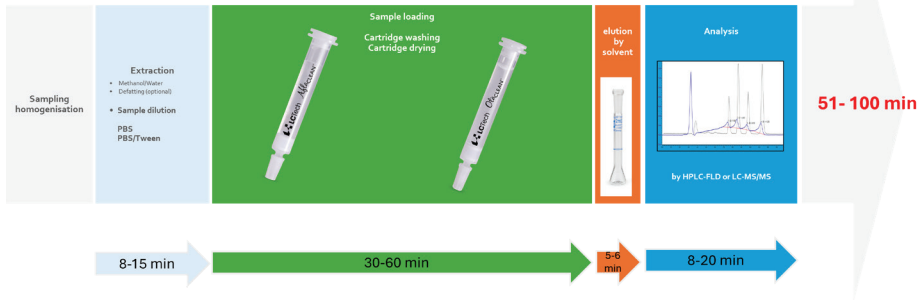 Sampling
homogenisation
Extraction
• Methanol/Water
• Defatting (optional)
• Sample dilution
PBS
PBS/Tween
Sample loading
Cartridge washing
Cartridge drying
LCTech AflaCLEAN
LCTech OtaCLEAN
elution
by
solvent
Analysis
by HPLC-FLD or LC-MS/MS
51- 100 min
8-15 min
30-60 min
5-6
min
8-20 min